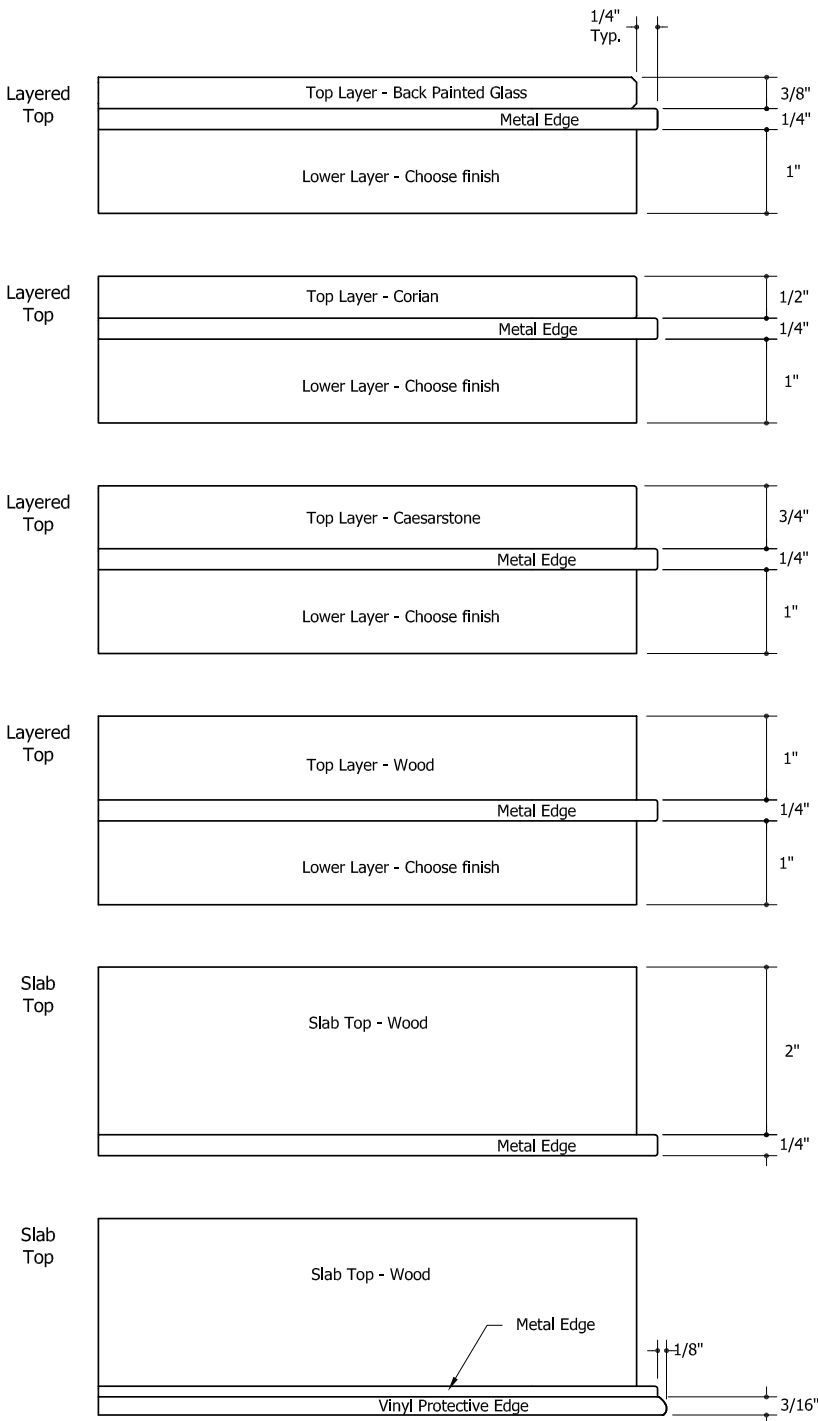 1/4"
Typ.
Layered
Top
Top Layer - Back Painted Glass
3/8"
Metal Edge
1/4"
Lower Layer - Choose finish
1"
Layered
Top
Top Layer - Corian
1/2"
Metal Edge
1/4"
Lower Layer - Choose finish
1"
Layered
Top
Top Layer - Caesarstone
3/4"
Metal Edge
1/4"
Lower Layer - Choose finish
1"
Layered
Top
Top Layer - Wood
1"
Metal Edge
1/4"
Lower Layer - Choose finish
1"
Slab
Top
Slab Top - Wood
2"
Metal Edge
1/4"
Slab
Top
Slab Top - Wood
Metal Edge
1/8"
Vinyl Protective Edge
3/16"